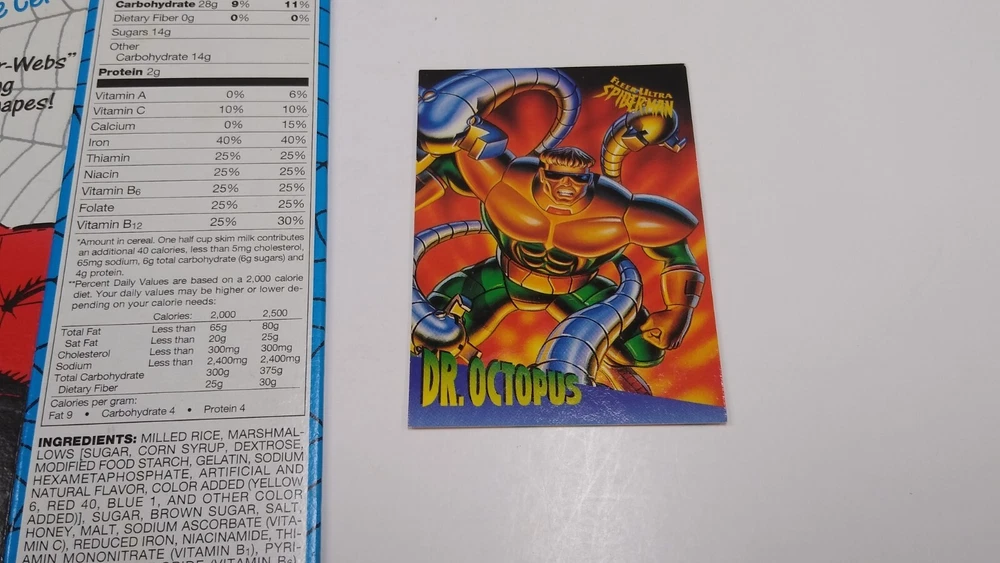 r-Webs"
apes!
Carbohydrate 28g 9% 11%
Dietary Fiber 0g 0% 0%
Sugars 14g
Other
Carbohydrate 14g
Protein 2g
Vitamin A 0% 6%
Vitamin C 10% 10%
Calcium 0% 15%
Iron 40% 40%
Thiamin 25% 25%
Niacin 25% 25%
Vitamin B6 25% 25%
Folate 25% 25%
Vitamin B12 25% 30%
*Amount in cereal. One half cup skim milk contributes
an additional 40 calories, less than 5mg cholesterol,
65mg sodium, 6g total carbohydrate (6g sugars) and
4g protein.
**Percent Daily Values are based on a 2,000 calorie
diet. Your daily values may be higher or lower de-
pending on your calorie needs:
Calories: 2,000 2,500
Total Fat Less than 65g 80g
Sat Fat Less than 20g 25g
Cholesterol Less than 300mg 300mg
Sodium Less than 2,400mg 2,400mg
Total Carbohydrate 300g 375g
Dietary Fiber 25g 30g
Calories per gram:
Fat 9 • Carbohydrate 4 • Protein 4
INGREDIENTS: MILLED RICE, MARSHMAL-
LOWS [SUGAR, CORN SYRUP, DEXTROSE,
MODIFIED FOOD STARCH, GELATIN, SODIUM
HEXAMETAPHOSPHATE, ARTIFICIAL AND
NATURAL FLAVOR, COLOR ADDED (YELLOW
6, RED 40, BLUE 1, AND OTHER COLOR
ADDED)], SUGAR, BROWN SUGAR, SALT,
HONEY, MALT, SODIUM ASCORBATE (VITA-
MIN C), REDUCED IRON, NIACINAMIDE, THI-
AMIN MONONITRATE (VITAMIN B1), PYRI-
FLEER ULTRA
SPIDER-MAN
DR. OCTOPUS